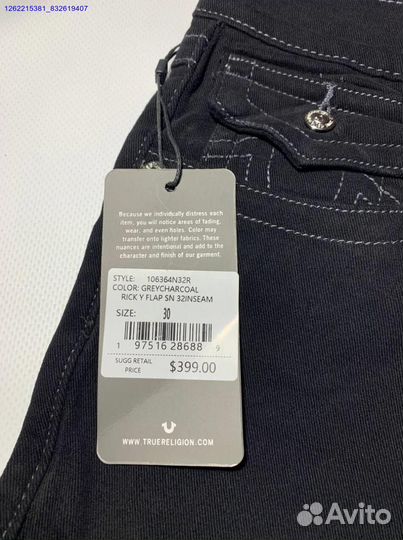 1262215381_832619407
Because we individually distress each
item, you will notice areas of fading,
wear, and even holes. Color may
transfer onto lighter fabrics. These
nuances are intentional to add to the
character and finish of our garment.
STYLE: 106364N32R
COLOR: GREYCHARCOAL
RICK Y FLAP SN 32INSEAM
SIZE: 30
1 97516 28688 9
SUGG RETAIL
PRICE $399.00
WWW.TRUERELIGION.COM
Avito